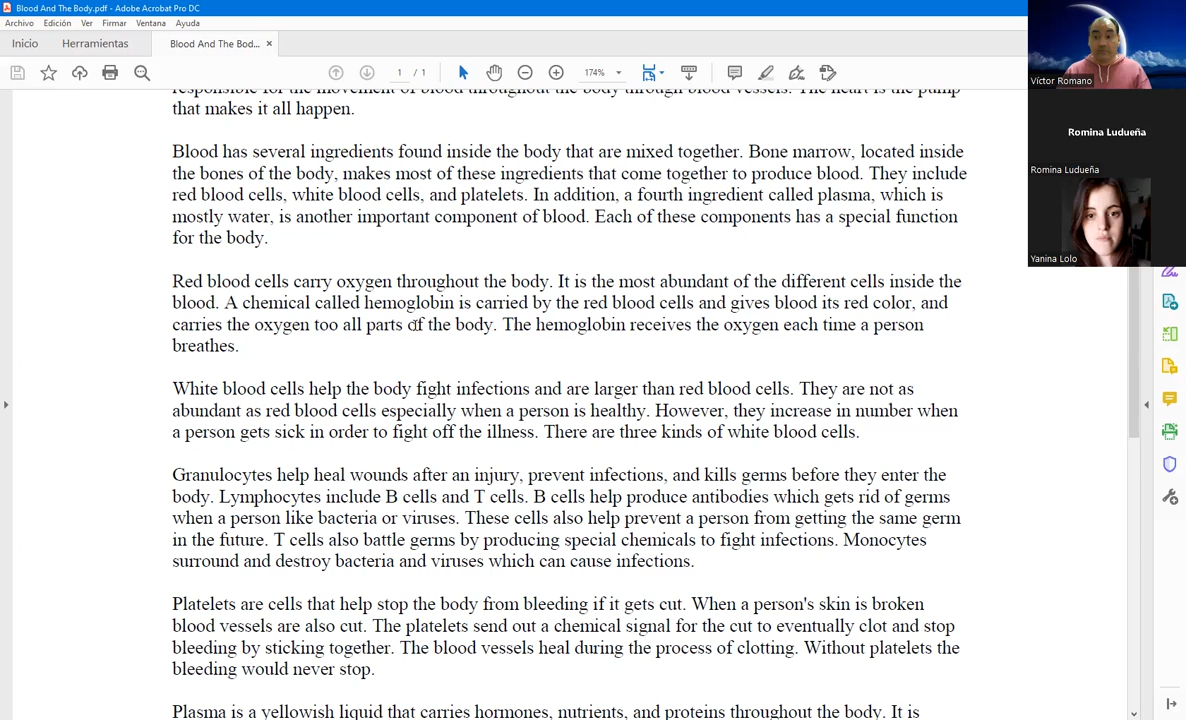 Blood And The Body.pdf - Adobe Acrobat Pro DC
Archivo Edición Ver Firmar Ventana Ayuda
Inicio Herramientas Blood And The Bod... ×
1 / 1 174%
responsible for the movement of blood throughout the body through blood vessels. The heart is the pump
that makes it all happen.
Blood has several ingredients found inside the body that are mixed together. Bone marrow, located inside
the bones of the body, makes most of these ingredients that come together to produce blood. They include
red blood cells, white blood cells, and platelets. In addition, a fourth ingredient called plasma, which is
mostly water, is another important component of blood. Each of these components has a special function
for the body.
Red blood cells carry oxygen throughout the body. It is the most abundant of the different cells inside the
blood. A chemical called hemoglobin is carried by the red blood cells and gives blood its red color, and
carries the oxygen too all parts of the body. The hemoglobin receives the oxygen each time a person
breathes.
White blood cells help the body fight infections and are larger than red blood cells. They are not as
abundant as red blood cells especially when a person is healthy. However, they increase in number when
a person gets sick in order to fight off the illness. There are three kinds of white blood cells.
Granulocytes help heal wounds after an injury, prevent infections, and kills germs before they enter the
body. Lymphocytes include B cells and T cells. B cells help produce antibodies which gets rid of germs
when a person like bacteria or viruses. These cells also help prevent a person from getting the same germ
in the future. T cells also battle germs by producing special chemicals to fight infections. Monocytes
surround and destroy bacteria and viruses which can cause infections.
Platelets are cells that help stop the body from bleeding if it gets cut. When a person's skin is broken
blood vessels are also cut. The platelets send out a chemical signal for the cut to eventually clot and stop
bleeding by sticking together. The blood vessels heal during the process of clotting. Without platelets the
bleeding would never stop.
Plasma is a yellowish liquid that carries hormones, nutrients, and proteins throughout the body. It is
Víctor Romano
Romina Ludueña
Romina Ludueña
Yanina Lolo